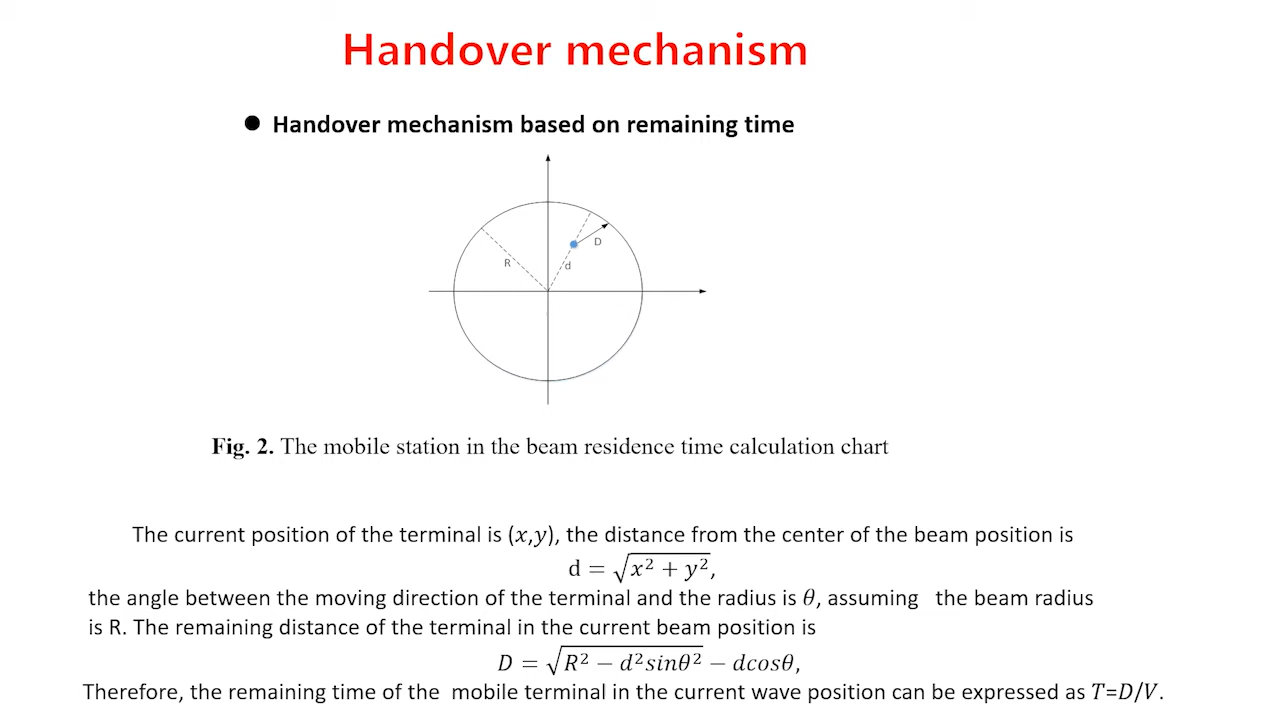 Handover mechanism
● Handover mechanism based on remaining time
R
d
D
Fig. 2. The mobile station in the beam residence time calculation chart
The current position of the terminal is (x,y), the distance from the center of the beam position is
d = √(x² + y²),
the angle between the moving direction of the terminal and the radius is θ, assuming the beam radius
is R. The remaining distance of the terminal in the current beam position is
D = √(R² − d²sinθ²) − dcosθ,
Therefore, the remaining time of the mobile terminal in the current wave position can be expressed as T=D/V.